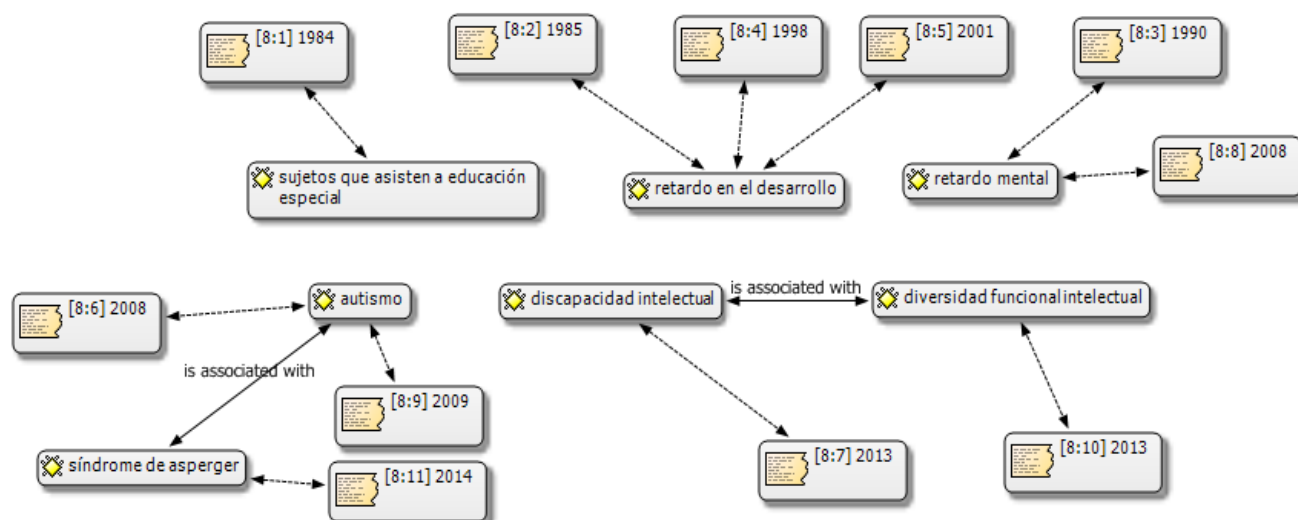 [8:1] 1984
[8:2] 1985
[8:4] 1998
[8:5] 2001
[8:3] 1990
[8:8] 2008
sujetos que asisten a educación
especial
retardo en el desarrollo
retardo mental
[8:6] 2008
autismo
is associated with
[8:9] 2009
síndrome de asperger
[8:11] 2014
discapacidad intelectual
is associated with
diversidad funcional intelectual
[8:7] 2013
[8:10] 2013